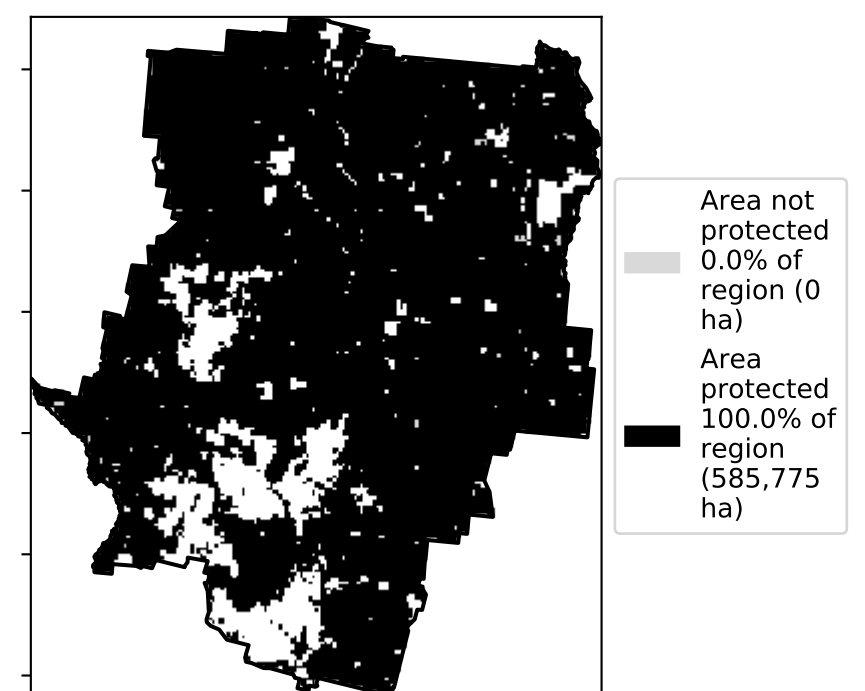 Area not
protected
0.0% of
region (0
ha)
Area
protected
100.0% of
region
(585,775
ha)